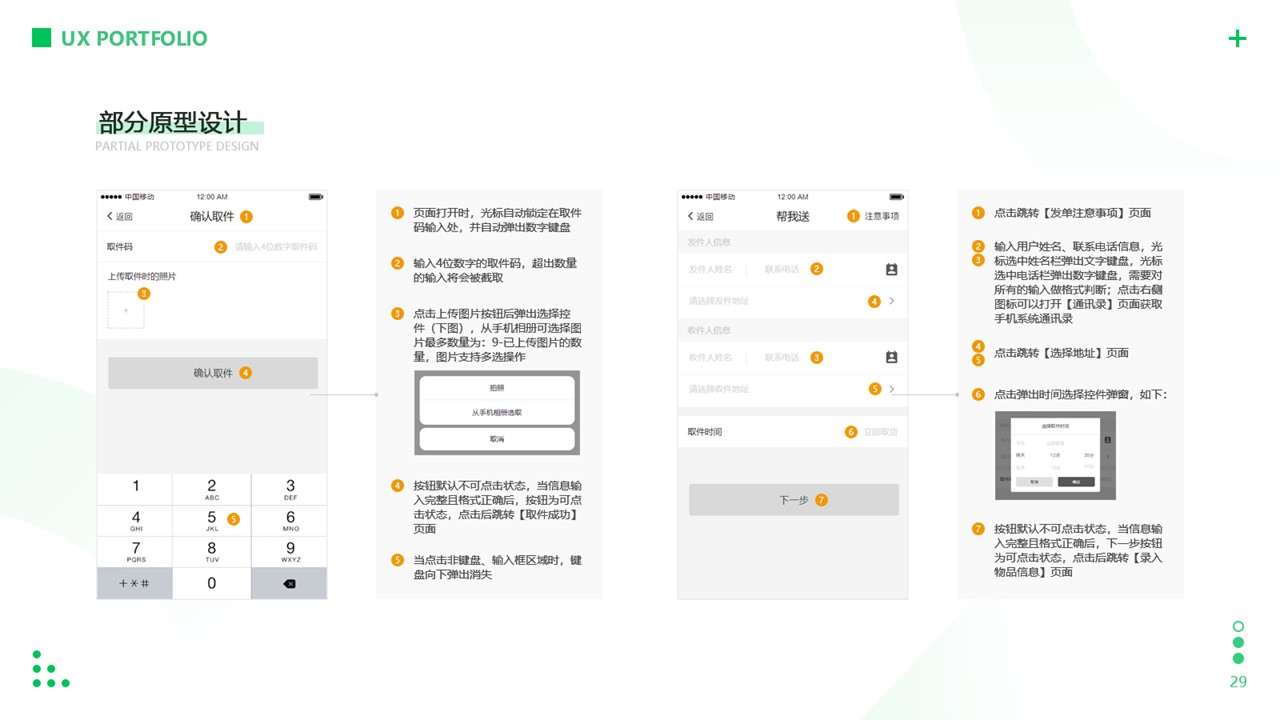 UX PORTFOLIO
部分原型设计
PARTIAL PROTOTYPE DESIGN
中国移动 12:00 AM
返回 确认取件 1
取件码 2 请输入4位数字取件码
上传取件时的照片
3
+
确认取件 4
1 2 3
ABC DEF
4 5 6
GHI JKL 5 MNO
7 8 9
PQRS TUV WXYZ
+*# 0
1 页面打开时，光标自动锁定在取件
码输入处，并自动弹出数字键盘
2 输入4位数字的取件码，超出数量
的输入将会被截取
3 点击上传图片按钮后弹出选择控
件（下图），从手机相册可选择图
片最多数量为：9-已上传图片的数
量，图片支持多选操作
拍照
从手机相册选取
取消
4 按钮默认不可点击状态，当信息输
入完整且格式正确后，按钮为可点
击状态，点击后跳转【取件成功】
页面
5 当点击非键盘、输入框区域时，键
盘向下弹出消失
中国移动 12:00 AM
返回 帮我送 1 注意事项
发件人信息
发件人姓名 联系电话 2
请选择发件地址 4
收件人信息
收件人姓名 联系电话 3
请选择收件地址 5
取件时间 6 立即取货
下一步 7
1 点击跳转【发单注意事项】页面
2 输入用户姓名、联系电话信息，光
3 标选中姓名栏弹出文字键盘，光标
选中电话栏弹出数字键盘，需要对
所有的输入做格式判断；点击右侧
图标可以打开【通讯录】页面获取
手机系统通讯录
4
5 点击跳转【选择地址】页面
6 点击弹出时间选择控件弹窗，如下：
选择取件时间
明天 12点 20分
取消 确定
7 按钮默认不可点击状态，当信息输
入完整且格式正确后，下一步按钮
为可点击状态，点击后跳转【录入
物品信息】页面
29